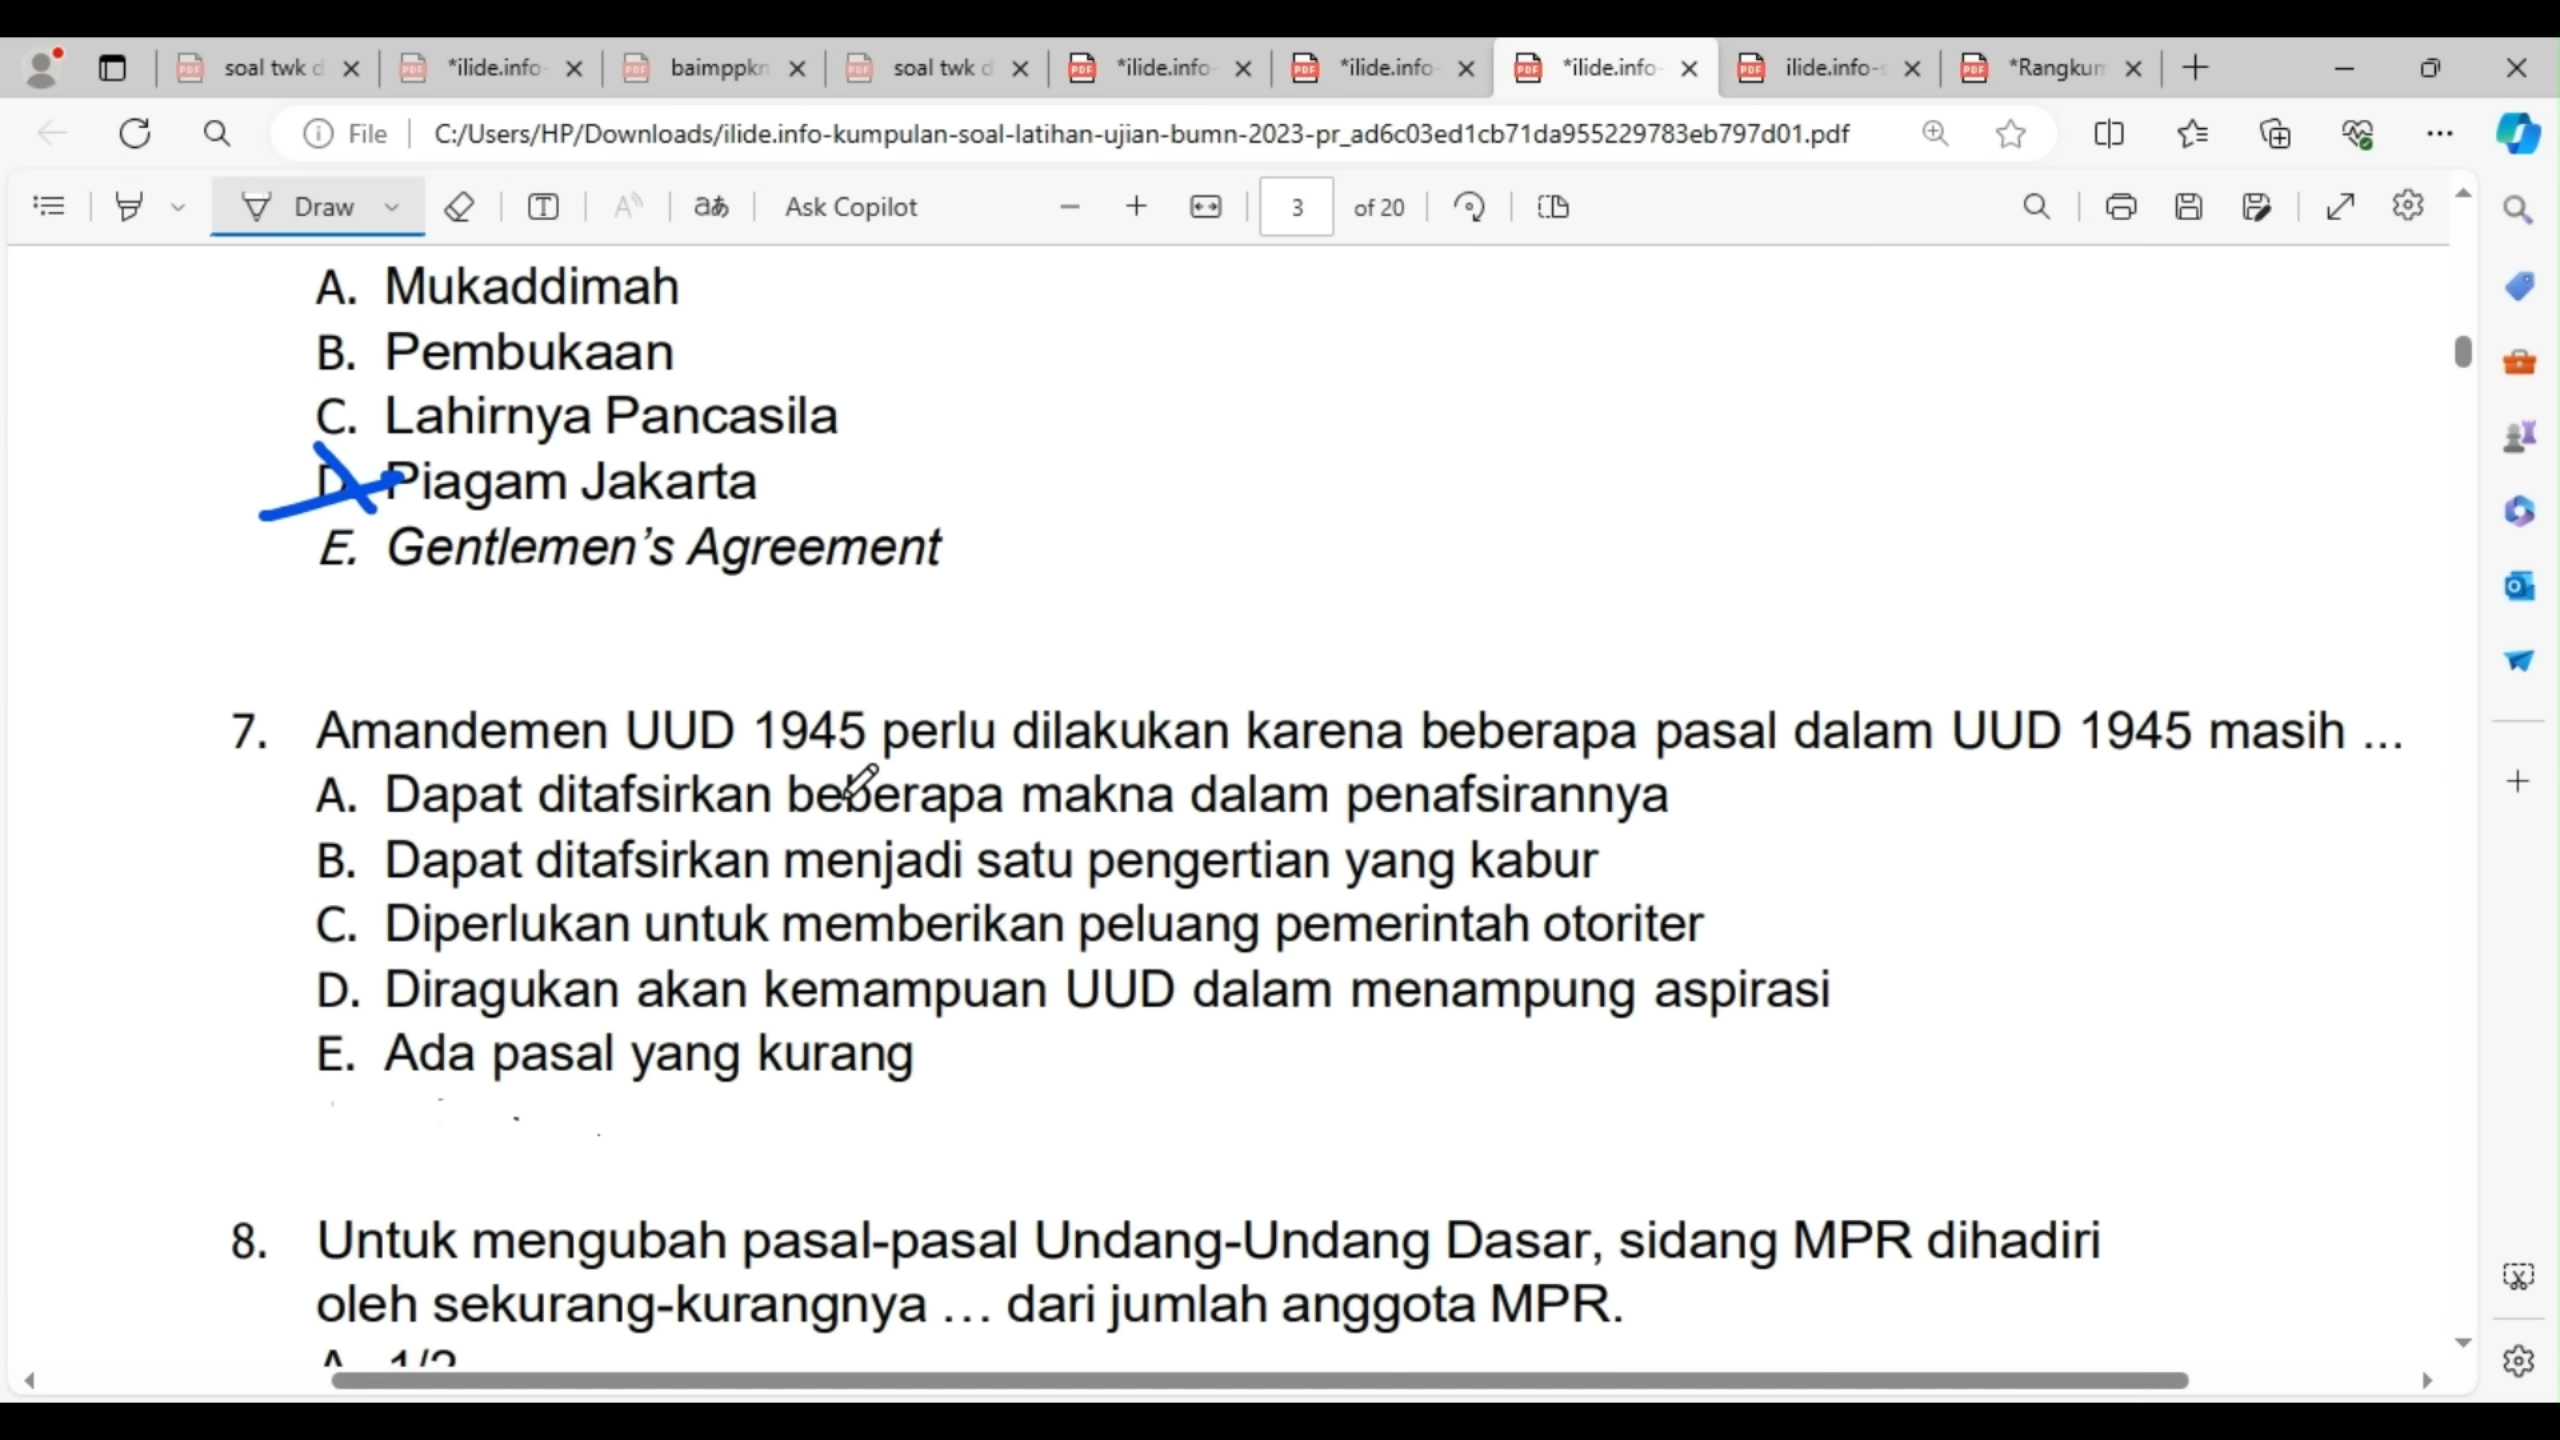 soal twk d
*ilide.info-
baimppkn
soal twk d
*ilide.info-
*ilide.info-
*ilide.info-
ilide.info-s
*Rangkum
File
C:/Users/HP/Downloads/ilide.info-kumpulan-soal-latihan-ujian-bumn-2023-pr_ad6c03ed1cb71da955229783eb797d01.pdf
Draw
Ask Copilot
3
of 20
A. Mukaddimah
B. Pembukaan
C. Lahirnya Pancasila
D. Piagam Jakarta
E. Gentlemen's Agreement
7. Amandemen UUD 1945 perlu dilakukan karena beberapa pasal dalam UUD 1945 masih ...
A. Dapat ditafsirkan beberapa makna dalam penafsirannya
B. Dapat ditafsirkan menjadi satu pengertian yang kabur
C. Diperlukan untuk memberikan peluang pemerintah otoriter
D. Diragukan akan kemampuan UUD dalam menampung aspirasi
E. Ada pasal yang kurang
8. Untuk mengubah pasal-pasal Undang-Undang Dasar, sidang MPR dihadiri
oleh sekurang-kurangnya … dari jumlah anggota MPR.
A. 1/2